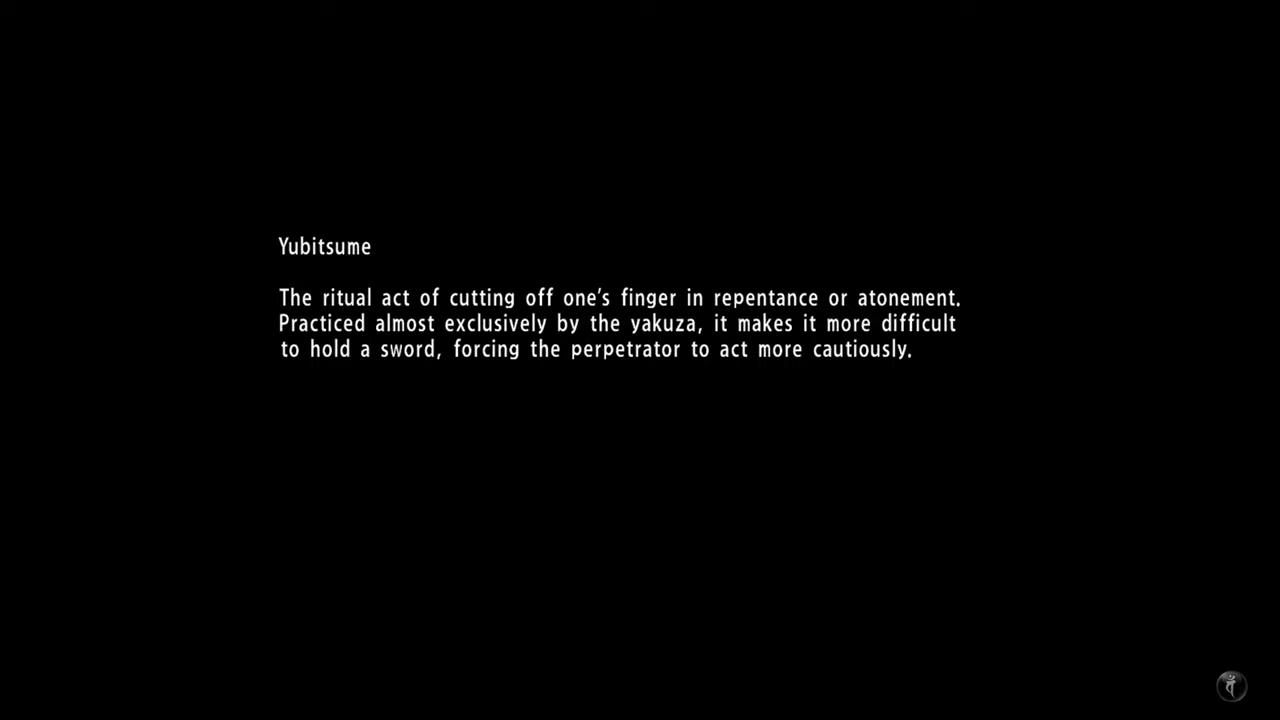 Yubitsume
The ritual act of cutting off one's finger in repentance or atonement.
Practiced almost exclusively by the yakuza, it makes it more difficult
to hold a sword, forcing the perpetrator to act more cautiously.